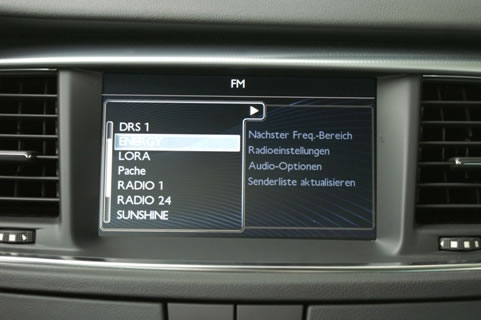 FM
DRS 1
ENERGY
LORA
Pache
RADIO 1
RADIO 24
SUNSHINE
Nächster Freq.-Bereich
Radioeinstellungen
Audio-Optionen
Senderliste aktualisieren